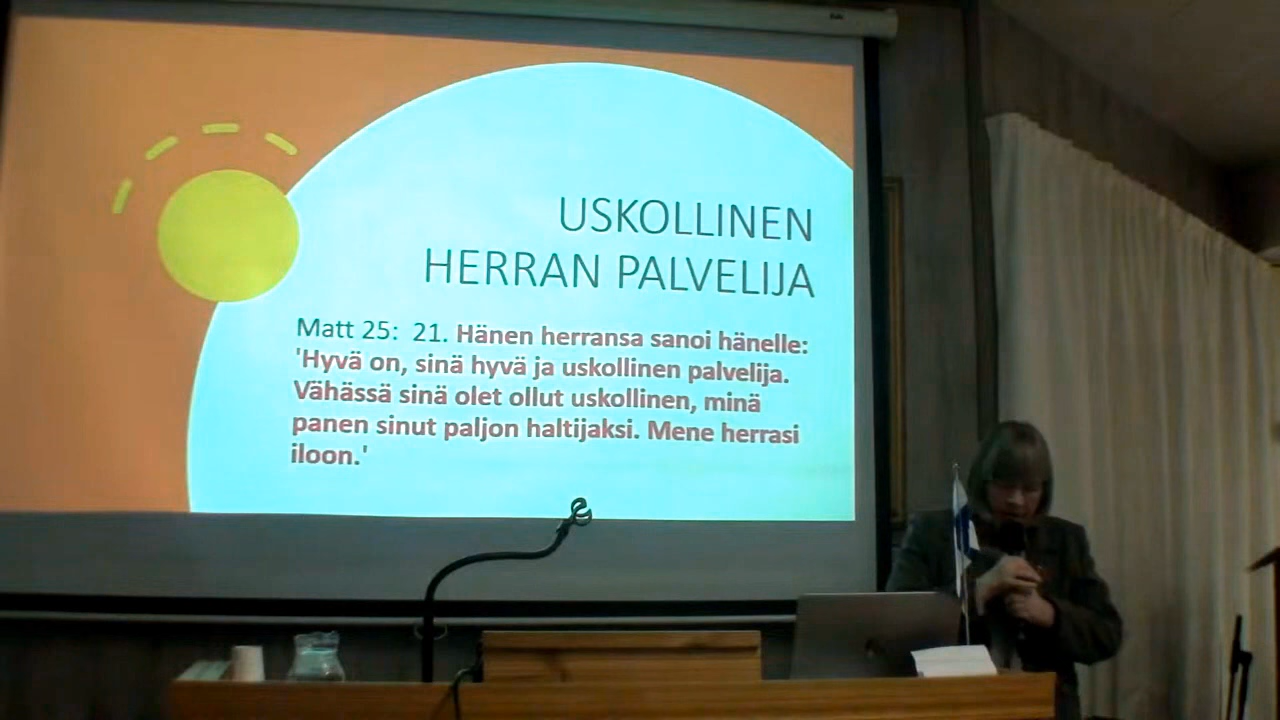 USKOLLINEN
HERRAN PALVELIJA
Matt 25: 21. Hänen herransa sanoi hänelle:
'Hyvä on, sinä hyvä ja uskollinen palvelija.
Vähässä sinä olet ollut uskollinen, minä
panen sinut paljon haltijaksi. Mene herrasi
iloon.'